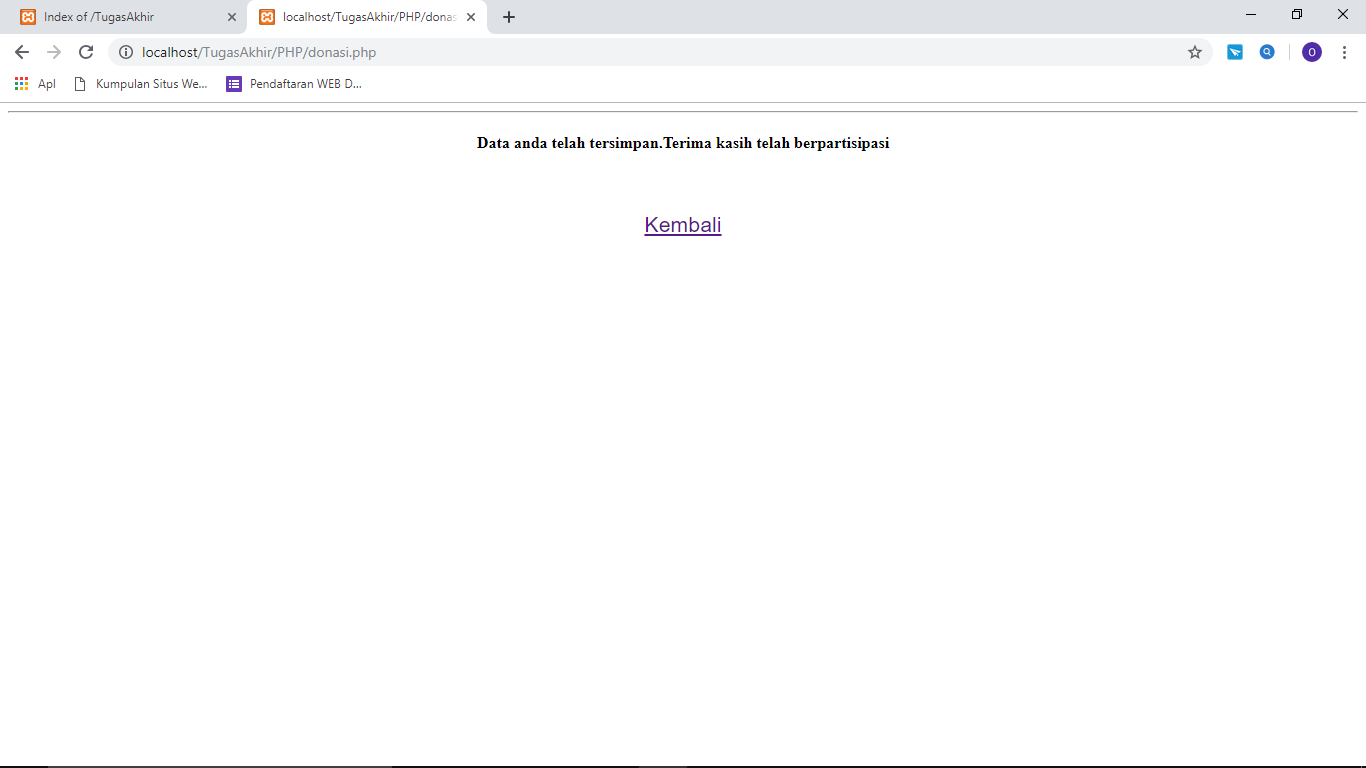 Index of /TugasAkhir
localhost/TugasAkhir/PHP/donas
localhost/TugasAkhir/PHP/donasi.php
O
Apl
Kumpulan Situs We...
Pendaftaran WEB D...
Data anda telah tersimpan.Terima kasih telah berpartisipasi
Kembali